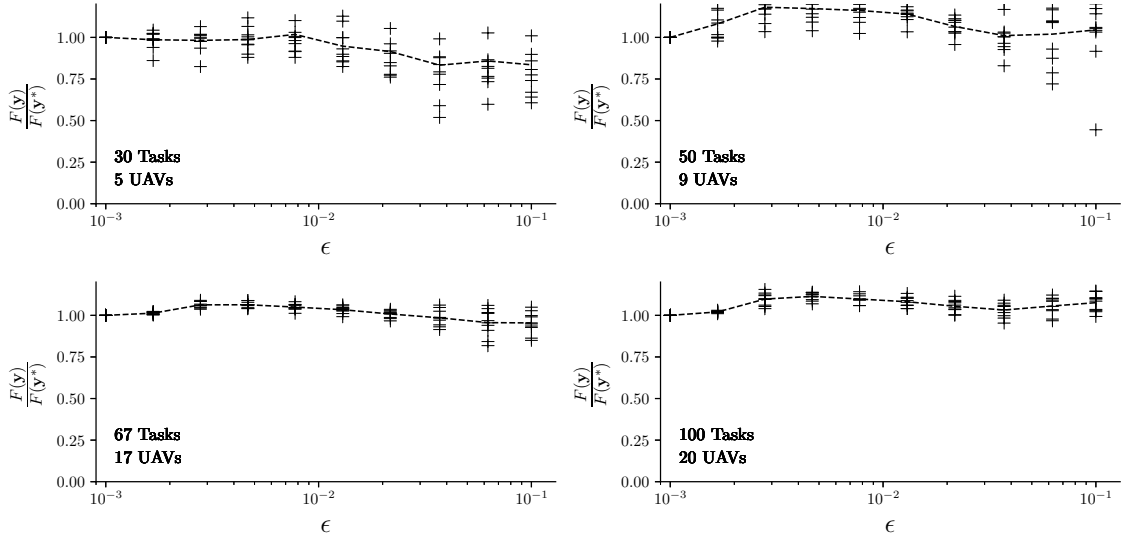 1.00
0.75
0.50
0.25
0.00
F(y)
F(y*)
30 Tasks
5 UAVs
10⁻³ 10⁻² 10⁻¹
ϵ
1.00
0.75
0.50
0.25
0.00
F(y)
F(y*)
50 Tasks
9 UAVs
10⁻³ 10⁻² 10⁻¹
ϵ
1.00
0.75
0.50
0.25
0.00
F(y)
F(y*)
67 Tasks
17 UAVs
10⁻³ 10⁻² 10⁻¹
ϵ
1.00
0.75
0.50
0.25
0.00
F(y)
F(y*)
100 Tasks
20 UAVs
10⁻³ 10⁻² 10⁻¹
ϵ